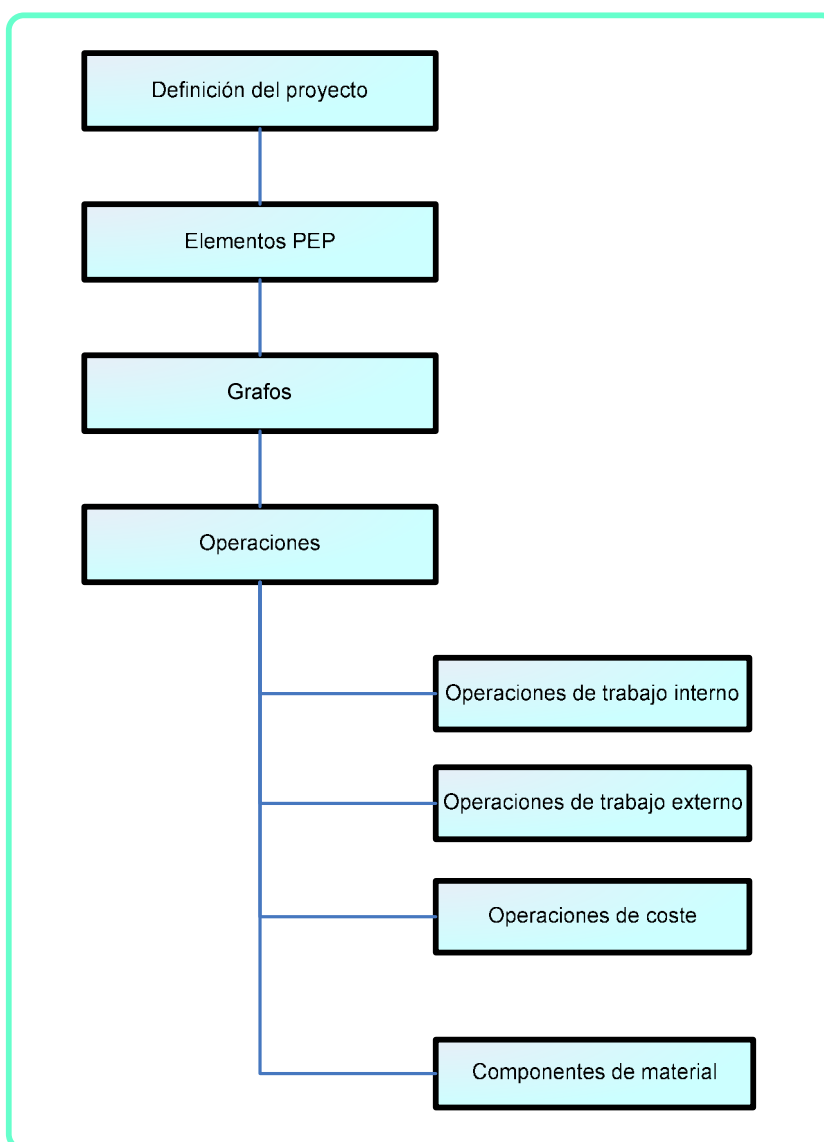 Definición del proyecto
Elementos PEP
Grafos
Operaciones
Operaciones de trabajo interno
Operaciones de trabajo externo
Operaciones de coste
Componentes de material